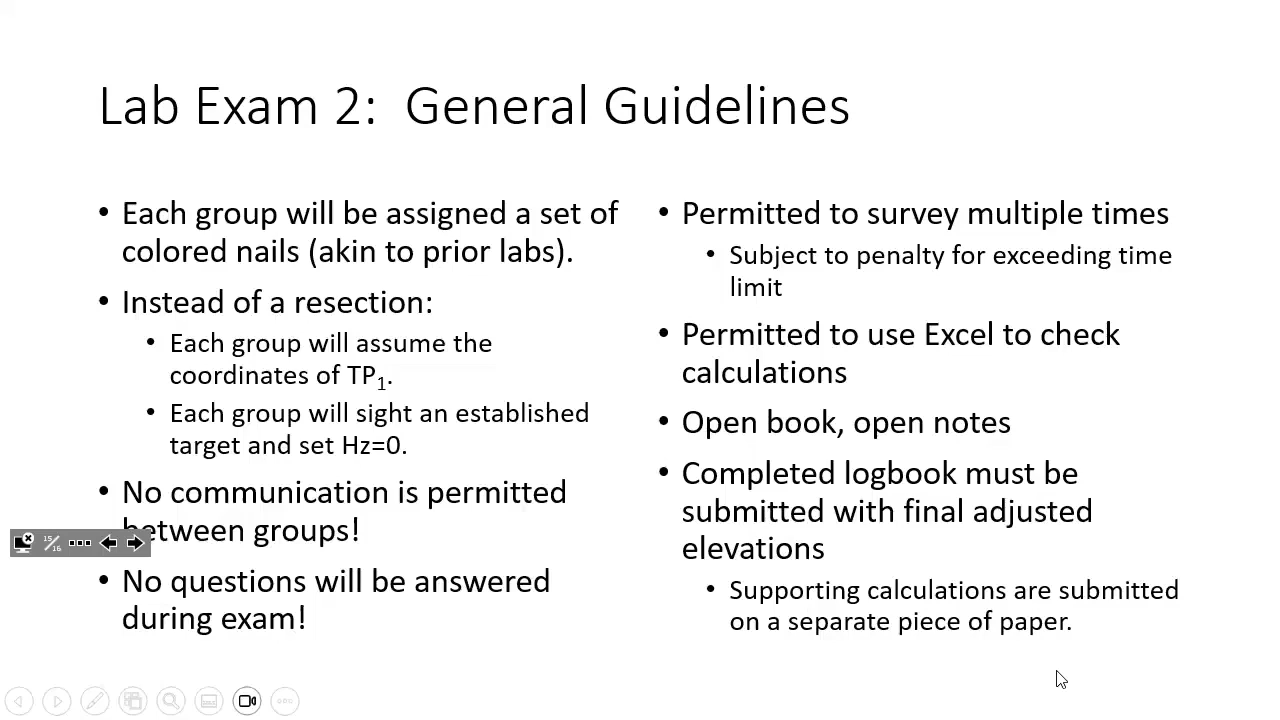 Lab Exam 2: General Guidelines
• Each group will be assigned a set of
colored nails (akin to prior labs).
• Instead of a resection:
• Each group will assume the
coordinates of TP1.
• Each group will sight an established
target and set Hz=0.
• No communication is permitted
between groups!
• No questions will be answered
during exam!
• Permitted to survey multiple times
• Subject to penalty for exceeding time
limit
• Permitted to use Excel to check
calculations
• Open book, open notes
• Completed logbook must be
submitted with final adjusted
elevations
• Supporting calculations are submitted
on a separate piece of paper.
15/16